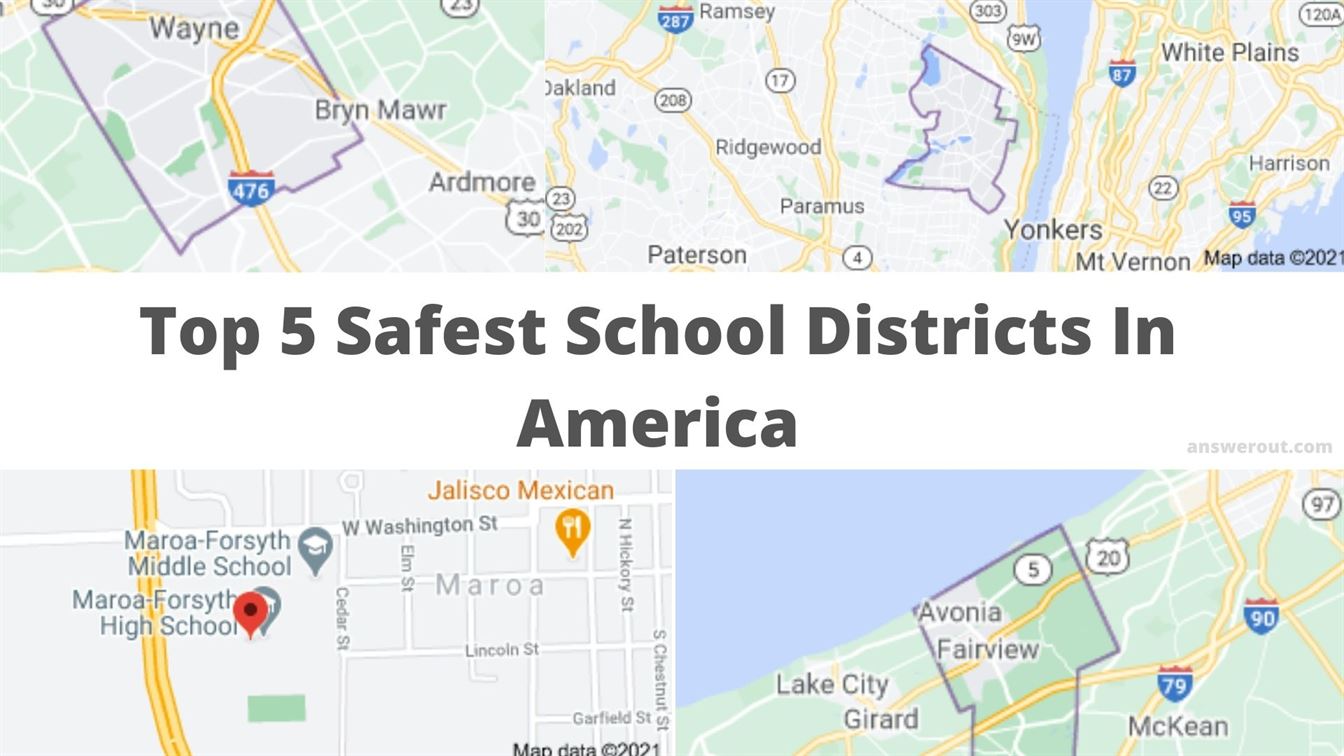 30
23
Wayne
Bryn Mawr
476
Ardmore
30
287
Ramsey
303
9W
120A
White Plains
87
17
Oakland
208
Ridgewood
Harrison
22
23
202
Paramus
95
Yonkers
Paterson
4
Mt Vernon
Map data ©2021
Top 5 Safest School Districts In
America
answerout.com
Jalisco Mexican
W Washington St
Maroa-Forsyth
Middle School
Elm St
N Hickory St
Maroa
Maroa-Forsyth
High School
Cedar St
Lincoln St
S Chestnut St
Garfield St
Map data ©2021
97
20
5
Avonia
90
Fairview
Lake City
79
Girard
McKean